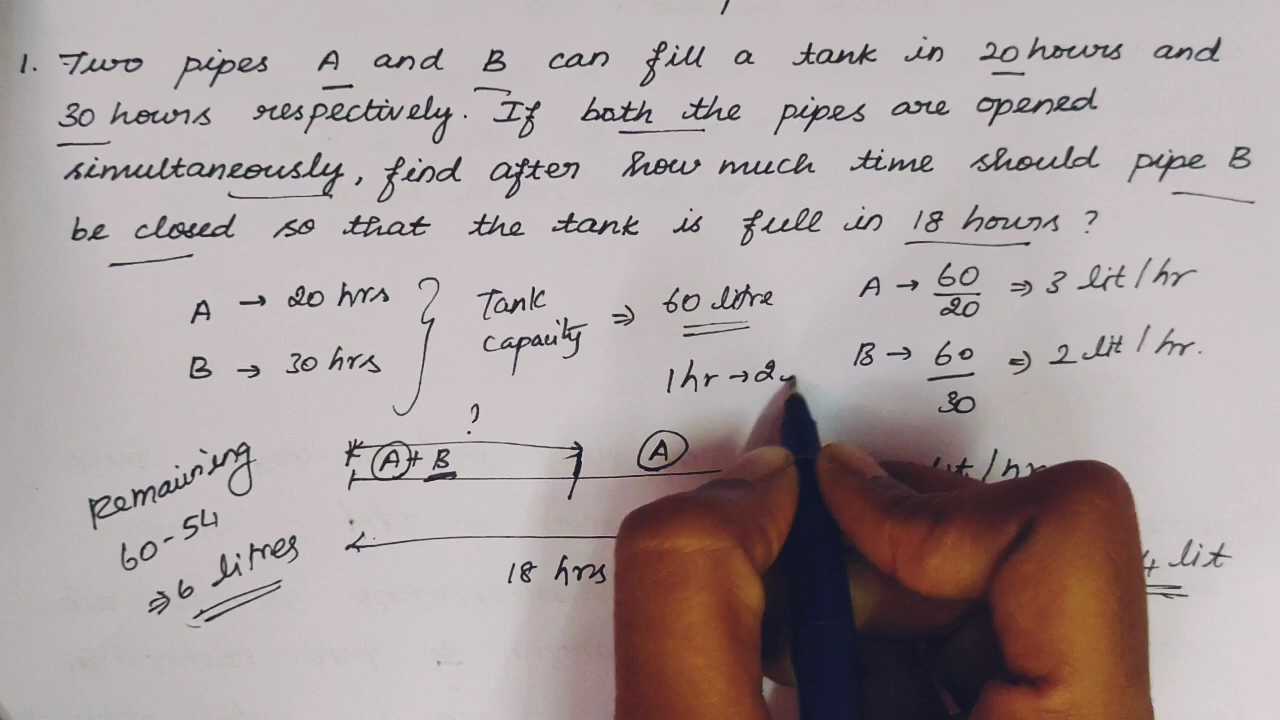 1. Two pipes A and B can fill a tank in 20 hours and
30 hours respectively. If both the pipes are opened
simultaneously, find after how much time should pipe B
be closed so that the tank is full in 18 hours ?
A → 20 hrs
B → 30 hrs
Tank
capacity ⇒ 60 litre
A → 60/20 ⇒ 3 lit/hr
B → 60/30 ⇒ 2 lit/hr.
1hr → 2
?
A + B
A
lit/hr
Remaining
60-54
⇒ 6 litres
18 hrs
lit